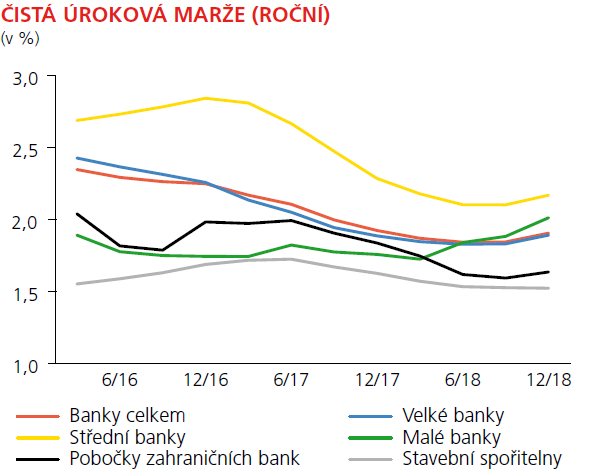 ČISTÁ ÚROKOVÁ MARŽE (ROČNÍ)
(v %)
3,0
2,5
2,0
1,5
1,0
6/16 12/16 6/17 12/17 6/18 12/18
Banky celkem Velké banky
Střední banky Malé banky
Pobočky zahraničních bank Stavební spořitelny